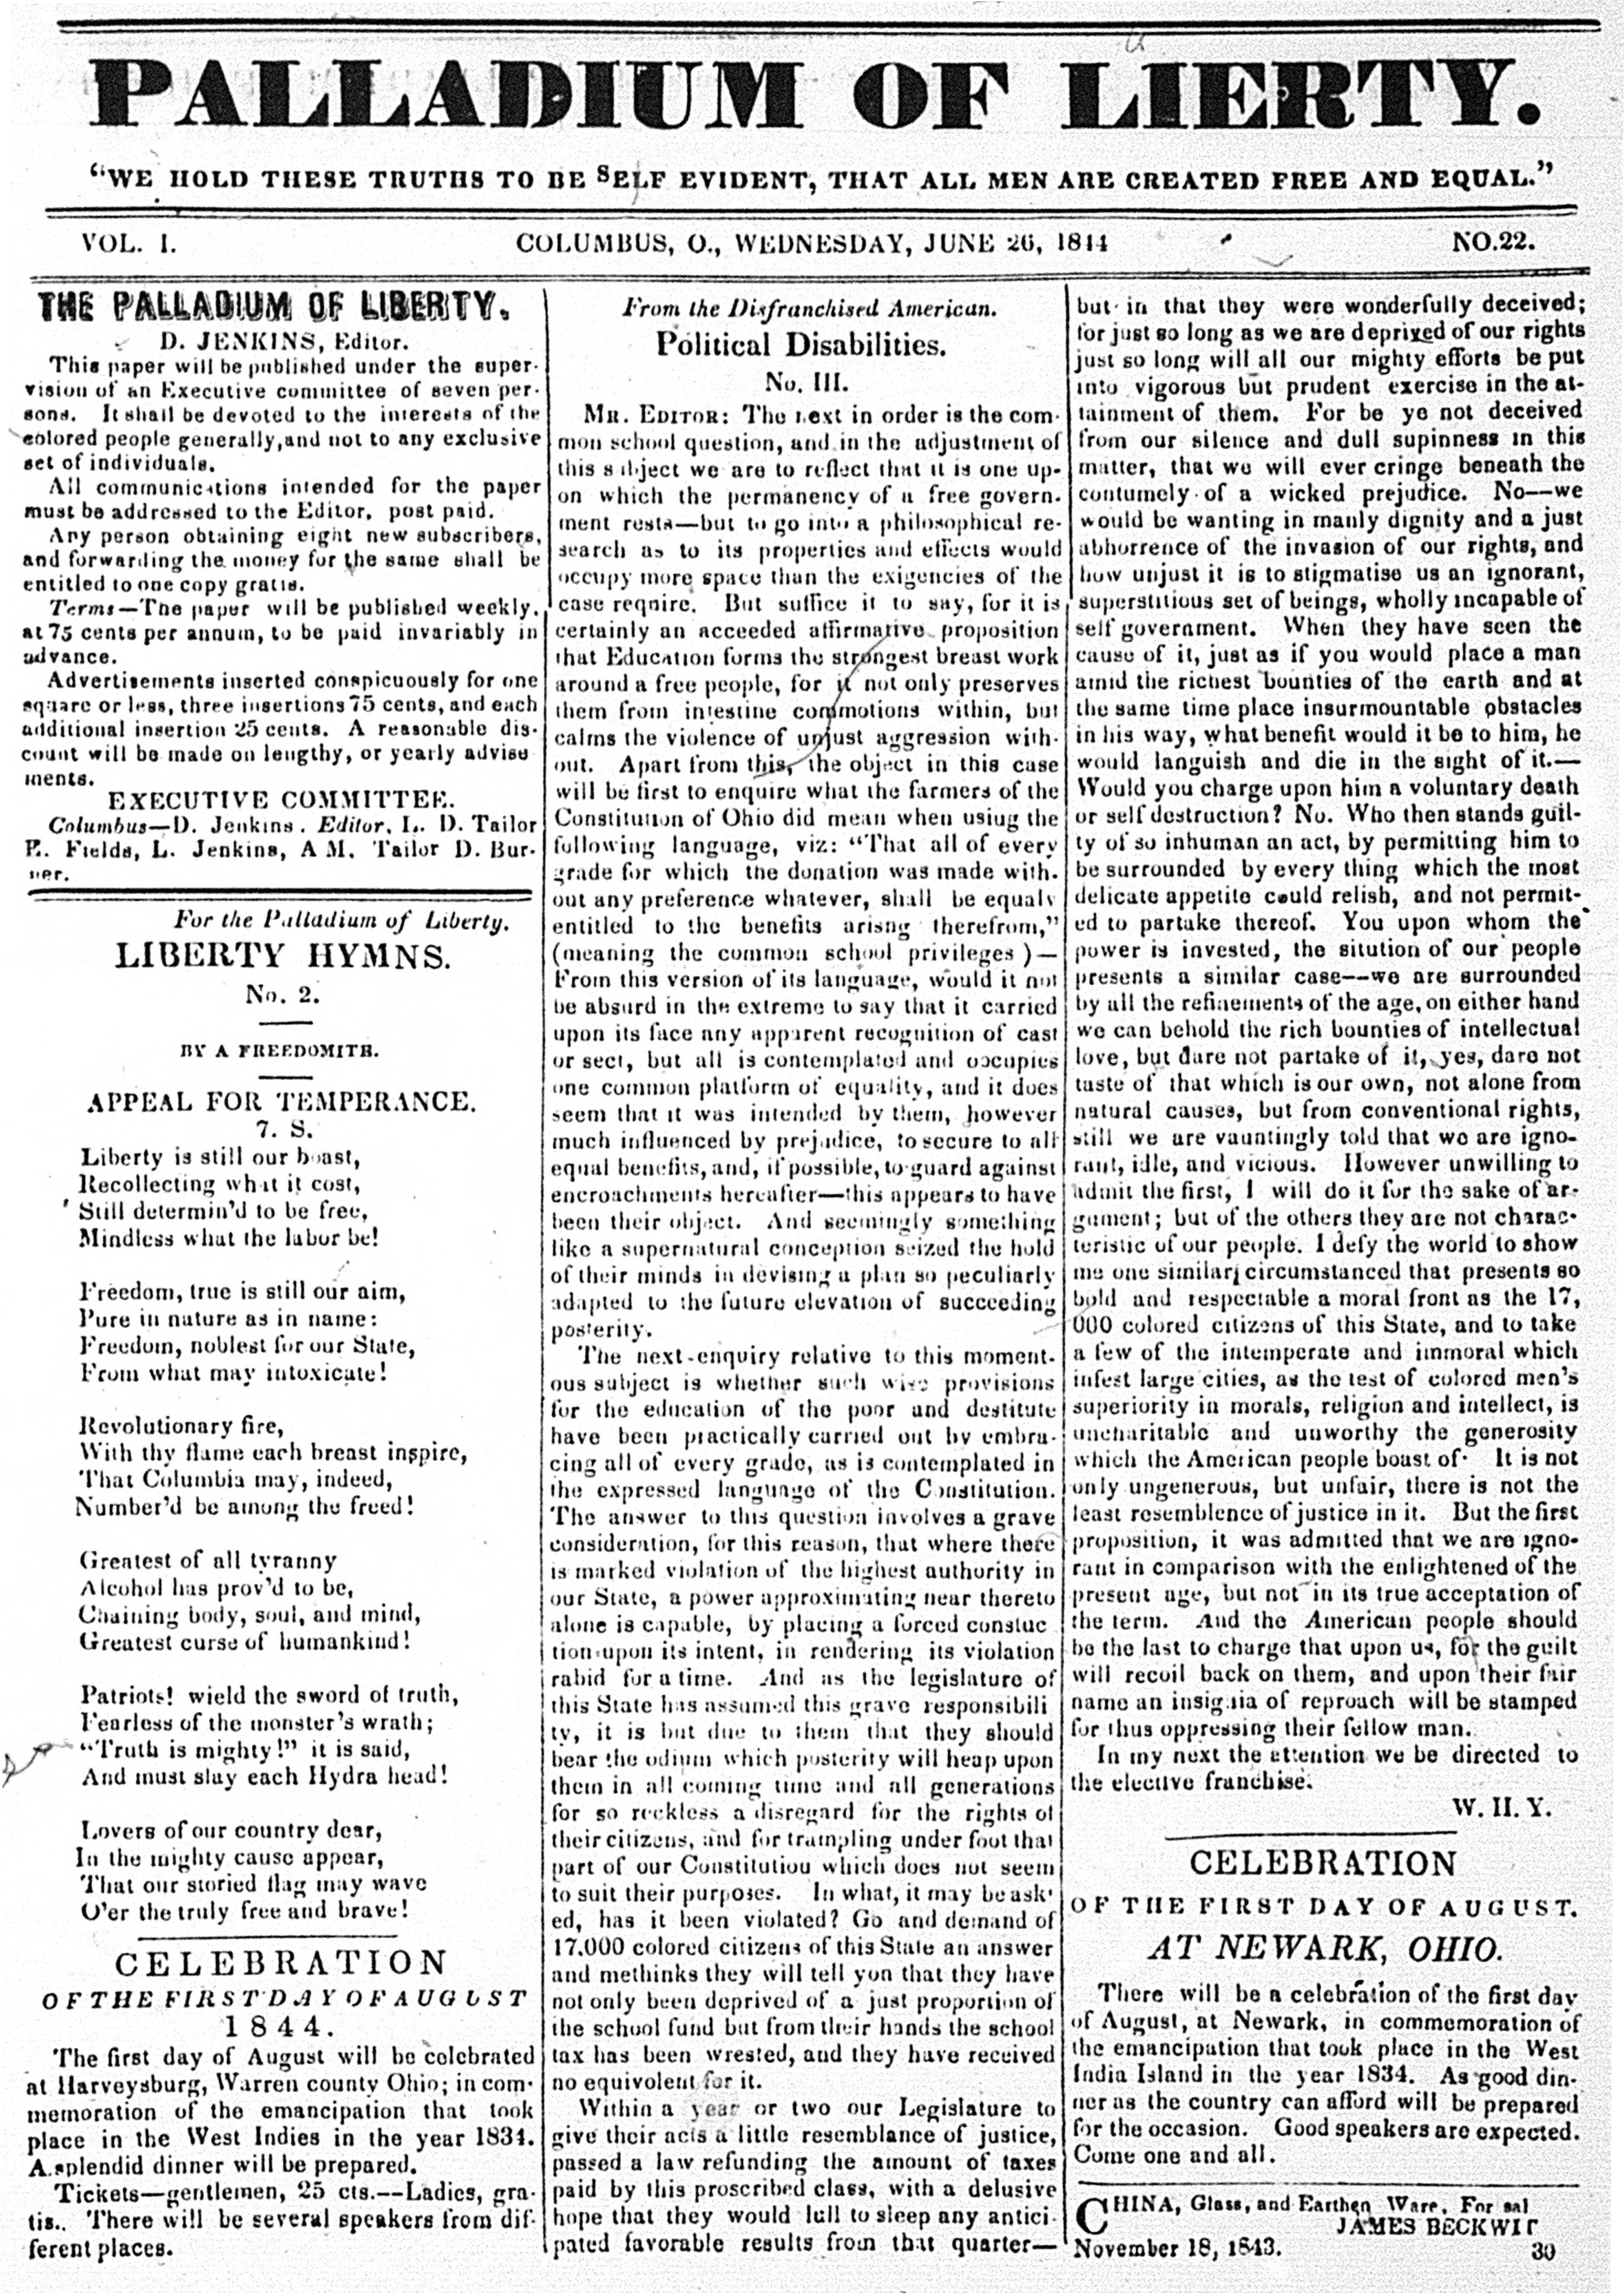 PALLADIUM OF LIERTY.
"WE HOLD THESE TRUTHS TO BE SELF EVIDENT, THAT ALL MEN ARE CREATED FREE AND EQUAL."
VOL. I.
COLUMBUS, O., WEDNESDAY, JUNE 26, 1844
NO.22.
THE PALLADIUM OF LIBERTY.
D. JENKINS, Editor.
This paper will be published under the super-
vision of an Executive committee of seven per-
sons. It shall be devoted to the interests of the
colored people generally,and not to any exclusive
set of individuals.
All communications intended for the paper
must be addressed to the Editor, post paid.
Any person obtaining eight new subscribers,
and forwarding the money for the same shall be
entitled to one copy gratis.
Terms—The paper will be published weekly,
at 75 cents per annum, to be paid invariably in
advance.
Advertisements inserted conspicuously for one
square or less, three insertions 75 cents, and each
additional insertion 25 cents. A reasonable dis-
count will be made on lengthy, or yearly advise
ments.
EXECUTIVE COMMITTEE.
Columbus—D. Jenkins. Editor, L. D. Tailor
R. Fields, L. Jenkins, A M. Tailor D. Bur-
ner.
For the Palladium of Liberty.
LIBERTY HYMNS.
No. 2.
BY A FREEDOMITE.
APPEAL FOR TEMPERANCE.
7. S.
Liberty is still our boast,
Recollecting what it cost,
Still determin'd to be free,
Mindless what the labor be!
Freedom, true is still our aim,
Pure in nature as in name:
Freedom, noblest for our State,
From what may intoxicate!
Revolutionary fire,
With thy flame each breast inspire,
That Columbia may, indeed,
Number'd be among the freed!
Greatest of all tyranny
Alcohol has prov'd to be,
Chaining body, soul, and mind,
Greatest curse of humankind!
Patriots! wield the sword of truth,
Fearless of the monster's wrath;
"Truth is mighty!" it is said,
And must slay each Hydra head!
Lovers of our country dear,
In the mighty cause appear,
That our storied flag may wave
O'er the truly free and brave!
CELEBRATION
OF THE FIRST DAY OF AUGUST
1844.
The first day of August will be celebrated
at Harveysburg, Warren county Ohio; in com-
memoration of the emancipation that took
place in the West Indies in the year 1834.
A splendid dinner will be prepared.
Tickets—gentlemen, 25 cts.—Ladies, gra-
tis.. There will be several speakers from dif-
ferent places.
From the Disfranchised American.
Political Disabilities.
No. III.
MR. EDITOR: The next in order is the com-
mon school question, and in the adjustment of
this subject we are to reflect that it is one up-
on which the permanency of a free govern-
ment rests—but to go into a philosophical re-
search as to its properties and effects would
occupy more space than the exigencies of the
case require. But suffice it to say, for it is
certainly an acceeded affirmative proposition
that Education forms the strongest breast work
around a free people, for it not only preserves
them from intestine commotions within, but
calms the violence of unjust aggression with-
out. Apart from this, the object in this case
will be first to enquire what the farmers of the
Constitution of Ohio did mean when usiug the
following language, viz: "That all of every
grade for which the donation was made with-
out any preference whatever, shall be equaly
entitled to the benefits arisng therefrom,"
(meaning the common school privileges )—
From this version of its language, would it not
be absurd in the extreme to say that it carried
upon its face any apparent recognition of cast
or sect, but all is contemplated and occupies
one common platform of equality, and it does
seem that it was intended by them, however
much influenced by prejudice, to secure to all
equal benefits, and, if possible, to guard against
encroachments hereafter—this appears to have
been their object. And seemingly something
like a supernatural conception seized the hold
of their minds in devising a plan so peculiarly
adapted to the future elevation of succeeding
posterity.
The next enquiry relative to this moment-
ous subject is whether such wise provisions
for the education of the poor and destitute
have been practically carried out by embra-
cing all of every grade, as is contemplated in
the expressed language of the Constitution.
The answer to this question involves a grave
consideration, for this reason, that where there
is marked violation of the highest authority in
our State, a power approximating near thereto
alone is capable, by placing a forced constuc
tion upon its intent, in rendering its violation
rabid for a time. And as the legislature of
this State has assumed this grave responsibili
ty, it is but due to them that they should
bear the odium which posterity will heap upon
them in all coming time and all generations
for so reckless a disregard for the rights of
their citizens, and for trampling under foot that
part of our Constitutiou which does not seem
to suit their purposes. In what, it may be ask'
ed, has it been violated? Go and demand of
17.000 colored citizens of this State an answer
and methinks they will tell yon that they have
not only been deprived of a just proportion of
the school fund but from their hands the school
tax has been wrested, and they have received
no equivolent for it.
Within a year or two our Legislature to
give their acts a little resemblance of justice,
passed a law refunding the amount of taxes
paid by this proscribed class, with a delusive
hope that they would lull to sleep any antici-
pated favorable results from that quarter—
but in that they were wonderfully deceived;
for just so long as we are deprixed of our rights
just so long will all our mighty efforts be put
into vigorous but prudent exercise in the at-
tainment of them. For be ye not deceived
from our silence and dull supinness in this
matter, that we will ever cringe beneath the
contumely of a wicked prejudice. No—we
would be wanting in manly dignity and a just
abhorrence of the invasion of our rights, and
how unjust it is to stigmatise us an ignorant,
superstitious set of beings, wholly incapable of
self government. When they have seen the
cause of it, just as if you would place a man
amid the richest bounties of the earth and at
the same time place insurmountable obstacles
in his way, what benefit would it be to him, he
would languish and die in the sight of it.—
Would you charge upon him a voluntary death
or self destruction? No. Who then stands guil-
ty of so inhuman an act, by permitting him to
be surrounded by every thing which the most
delicate appetite could relish, and not permit-
ed to partake thereof. You upon whom the
power is invested, the sitution of our people
presents a similar case—we are surrounded
by all the refinements of the age, on either hand
we can behold the rich bounties of intellectual
love, but dare not partake of it, yes, dare not
taste of that which is our own, not alone from
natural causes, but from conventional rights,
still we are vauntingly told that we are igno-
rant, idle, and vicious. However unwilling to
admit the first, I will do it for the sake of ar-
gument; but of the others they are not charac-
teristic of our people. I defy the world to show
me one similarj circumstanced that presents so
bold and respectable a moral front as the 17,
000 colored citizens of this State, and to take
a few of the intemperate and immoral which
infest large cities, as the test of colored men's
superiority in morals, religion and intellect, is
uncharitable and unworthy the generosity
which the American people boast of· It is not
only ungenerous, but unfair, there is not the
least resemblence of justice in it. But the first
proposition, it was admitted that we are igno-
rant in comparison with the enlightened of the
present age, but not in its true acceptation of
the term. And the American people should
be the last to charge that upon us, for the guilt
will recoil back on them, and upon their fair
name an insignia of reproach will be stamped
for thus oppressing their fellow man.
In my next the attention we be directed to
the elective franchise.
W. H. Y.
CELEBRATION
OF THE FIRST DAY OF AUGUST.
AT NEWARK, OHIO.
There will be a celebration of the first day
of August, at Newark, in commemoration of
the emancipation that took place in the West
India Island in the year 1834. As good din-
ner as the country can afford will be prepared
for the occasion. Good speakers are expected.
Come one and all.
CHINA, Glass, and Earthen Ware. For sal
JAMES BECKWIT
November 18, 1843. 30